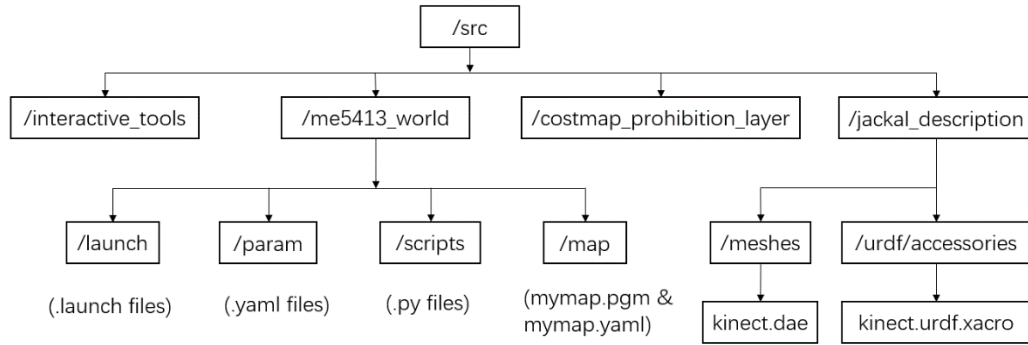 /src
/interactive_tools
/me5413_world
/costmap_prohibition_layer
/jackal_description
/launch
/param
/scripts
/map
/meshes
/urdf/accessories
(.launch files)
(.yaml files)
(.py files)
(mymap.pgm &
mymap.yaml)
kinect.dae
kinect.urdf.xacro